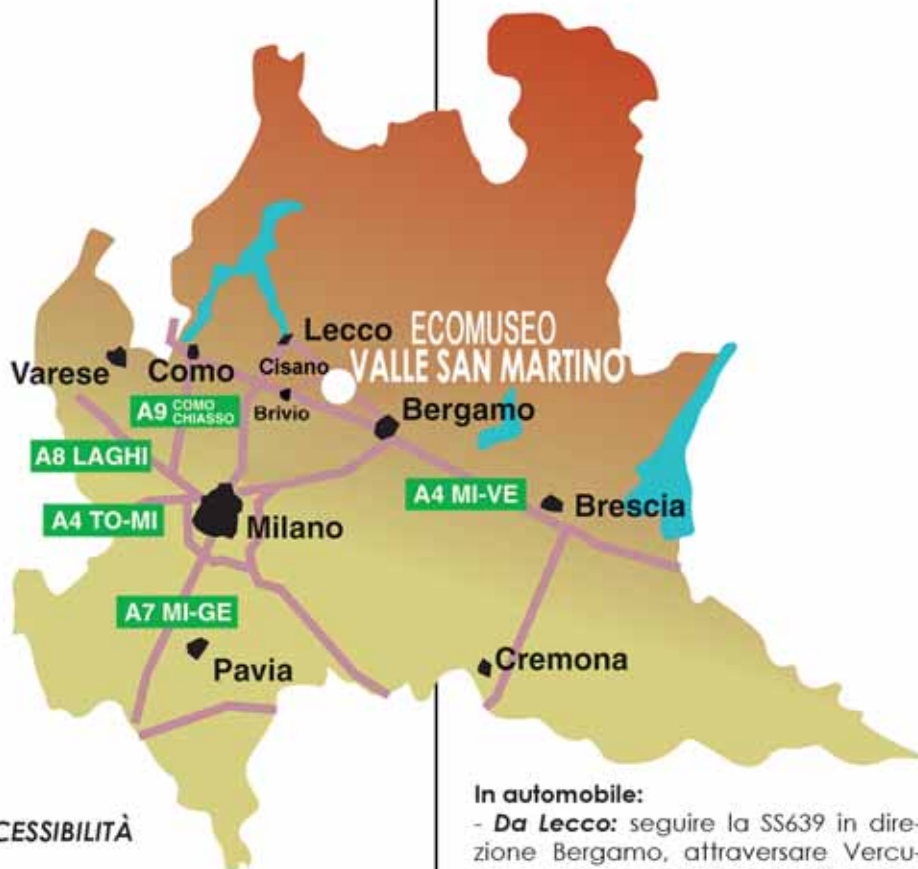 Lecco
ECOMUSEO
VALLE SAN MARTINO
Varese
Como
Cisano
Brivio
Bergamo
A9 COMO CHIASSO
A8 LAGHI
A4 TO-MI
Milano
A4 MI-VE
Brescia
A7 MI-GE
Pavia
Cremona
CESSIBILITÀ
In automobile:
- Da Lecco: seguire la SS639 in dire-
zione Bergamo, attraversare Vercu-